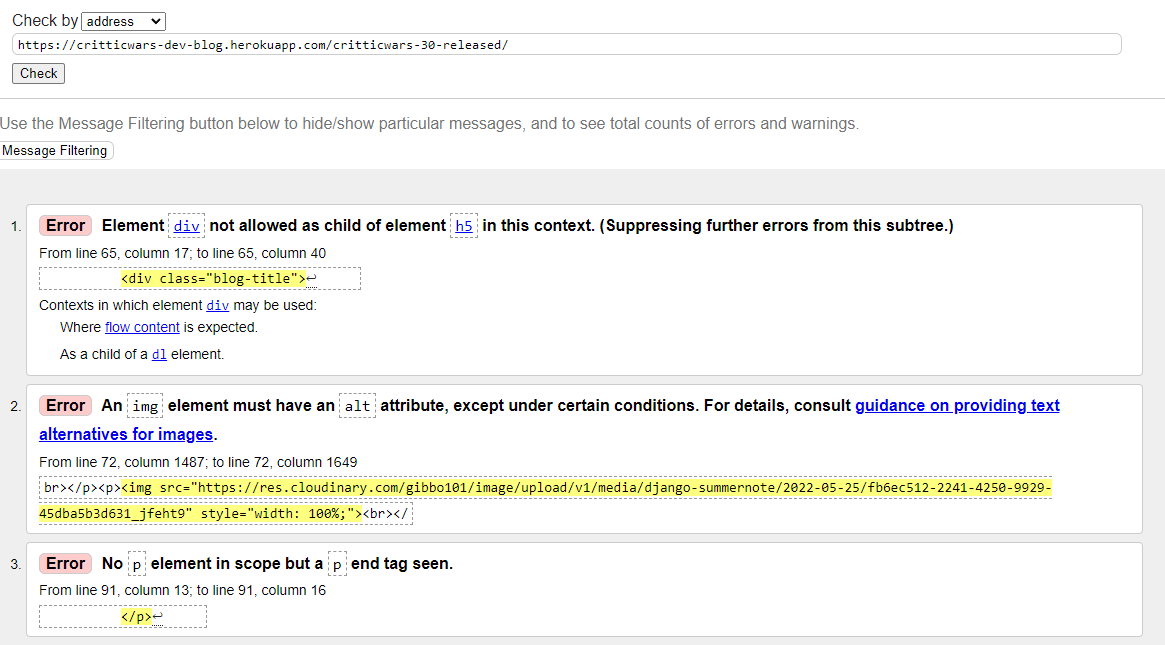 Check by address
https://critticwars-dev-blog.herokuapp.com/critticwars-30-released/
Check
Use the Message Filtering button below to hide/show particular messages, and to see total counts of errors and warnings.
Message Filtering
1. Error Element div not allowed as child of element h5 in this context. (Suppressing further errors from this subtree.)
From line 65, column 17; to line 65, column 40
<div class="blog-title">↩
Contexts in which element div may be used:
Where flow content is expected.
As a child of a dl element.
2. Error An img element must have an alt attribute, except under certain conditions. For details, consult guidance on providing text
alternatives for images.
From line 72, column 1487; to line 72, column 1649
br></p><p><img src="https://res.cloudinary.com/gibbo101/image/upload/v1/media/django-summernote/2022-05-25/fb6ec512-2241-4250-9929-
45dba5b3d631_jfeht9" style="width: 100%;"><br></
3. Error No p element in scope but a p end tag seen.
From line 91, column 13; to line 91, column 16
</p>↩